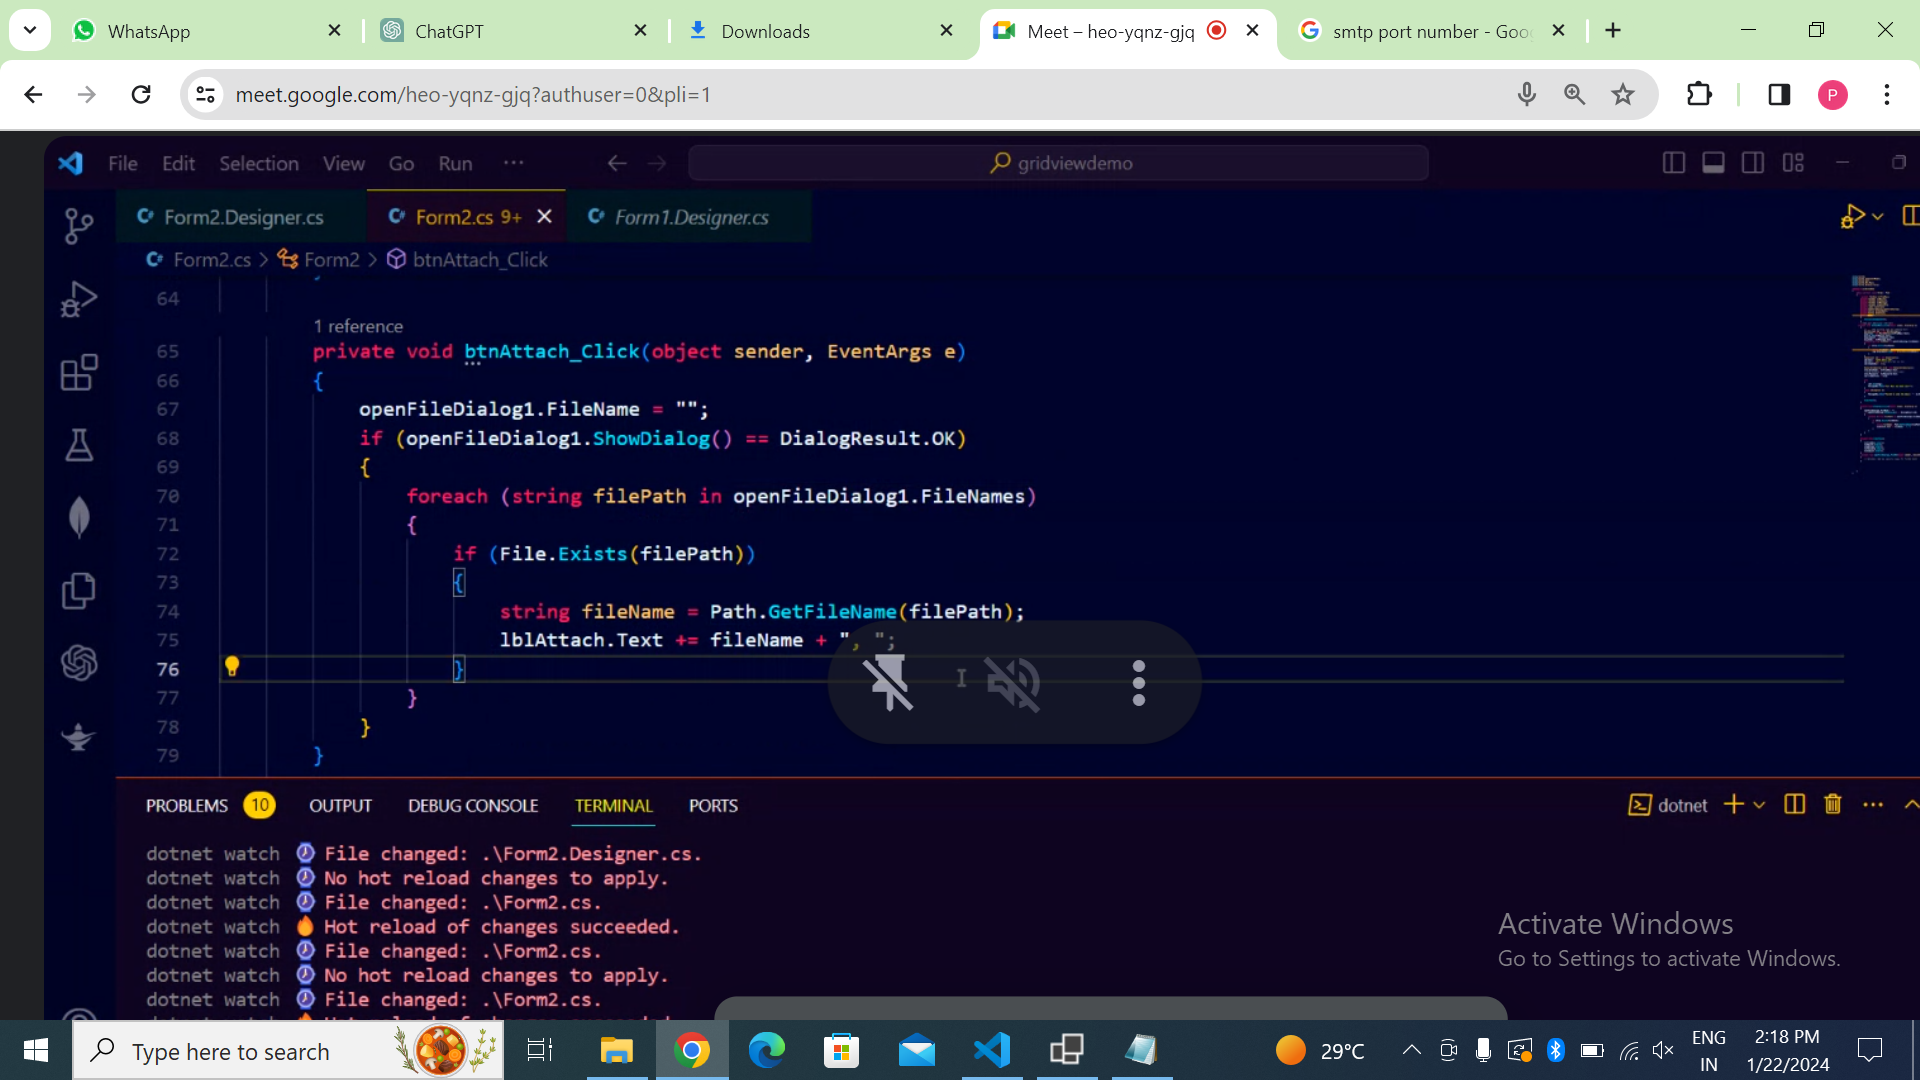 WhatsApp
ChatGPT
Downloads
Meet – heo-yqnz-gjq
smtp port number - Goo
meet.google.com/heo-yqnz-gjq?authuser=0&pli=1
P
File Edit Selection View Go Run ···
gridviewdemo
Form2.Designer.cs
Form2.cs 9+
Form1.Designer.cs
Form2.cs > Form2 > btnAttach_Click
64
1 reference
65 private void btnAttach_Click(object sender, EventArgs e)
66 {
67 openFileDialog1.FileName = "";
68 if (openFileDialog1.ShowDialog() == DialogResult.OK)
69 {
70 foreach (string filePath in openFileDialog1.FileNames)
71 {
72 if (File.Exists(filePath))
73 {
74 string fileName = Path.GetFileName(filePath);
75 lblAttach.Text += fileName + ", ";
76 }
77 }
78 }
79 }
PROBLEMS 10 OUTPUT DEBUG CONSOLE TERMINAL PORTS
dotnet
dotnet watch File changed: .\Form2.Designer.cs.
dotnet watch No hot reload changes to apply.
dotnet watch File changed: .\Form2.cs.
dotnet watch Hot reload of changes succeeded.
dotnet watch File changed: .\Form2.cs.
dotnet watch No hot reload changes to apply.
dotnet watch File changed: .\Form2.cs.
Activate Windows
Go to Settings to activate Windows.
Type here to search
29°C
ENG
IN
2:18 PM
1/22/2024